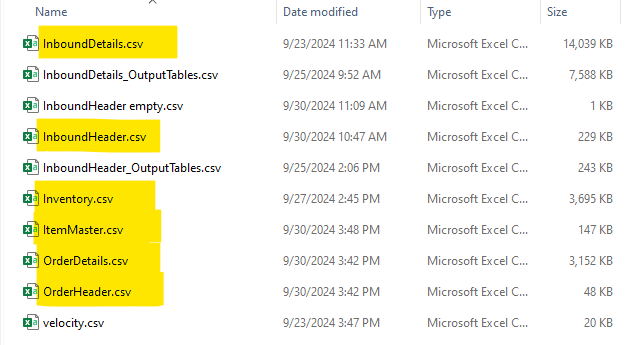 Name Date modified Type Size
InboundDetails.csv 9/23/2024 11:33 AM Microsoft Excel C... 14,039 KB
InboundDetails_OutputTables.csv 9/25/2024 9:52 AM Microsoft Excel C... 7,588 KB
InboundHeader empty.csv 9/30/2024 11:09 AM Microsoft Excel C... 1 KB
InboundHeader.csv 9/30/2024 10:47 AM Microsoft Excel C... 229 KB
InboundHeader_OutputTables.csv 9/25/2024 2:06 PM Microsoft Excel C... 243 KB
Inventory.csv 9/27/2024 2:45 PM Microsoft Excel C... 3,695 KB
ItemMaster.csv 9/30/2024 3:48 PM Microsoft Excel C... 147 KB
OrderDetails.csv 9/30/2024 3:42 PM Microsoft Excel C... 3,152 KB
OrderHeader.csv 9/30/2024 3:42 PM Microsoft Excel C... 48 KB
velocity.csv 9/23/2024 3:47 PM Microsoft Excel C... 20 KB